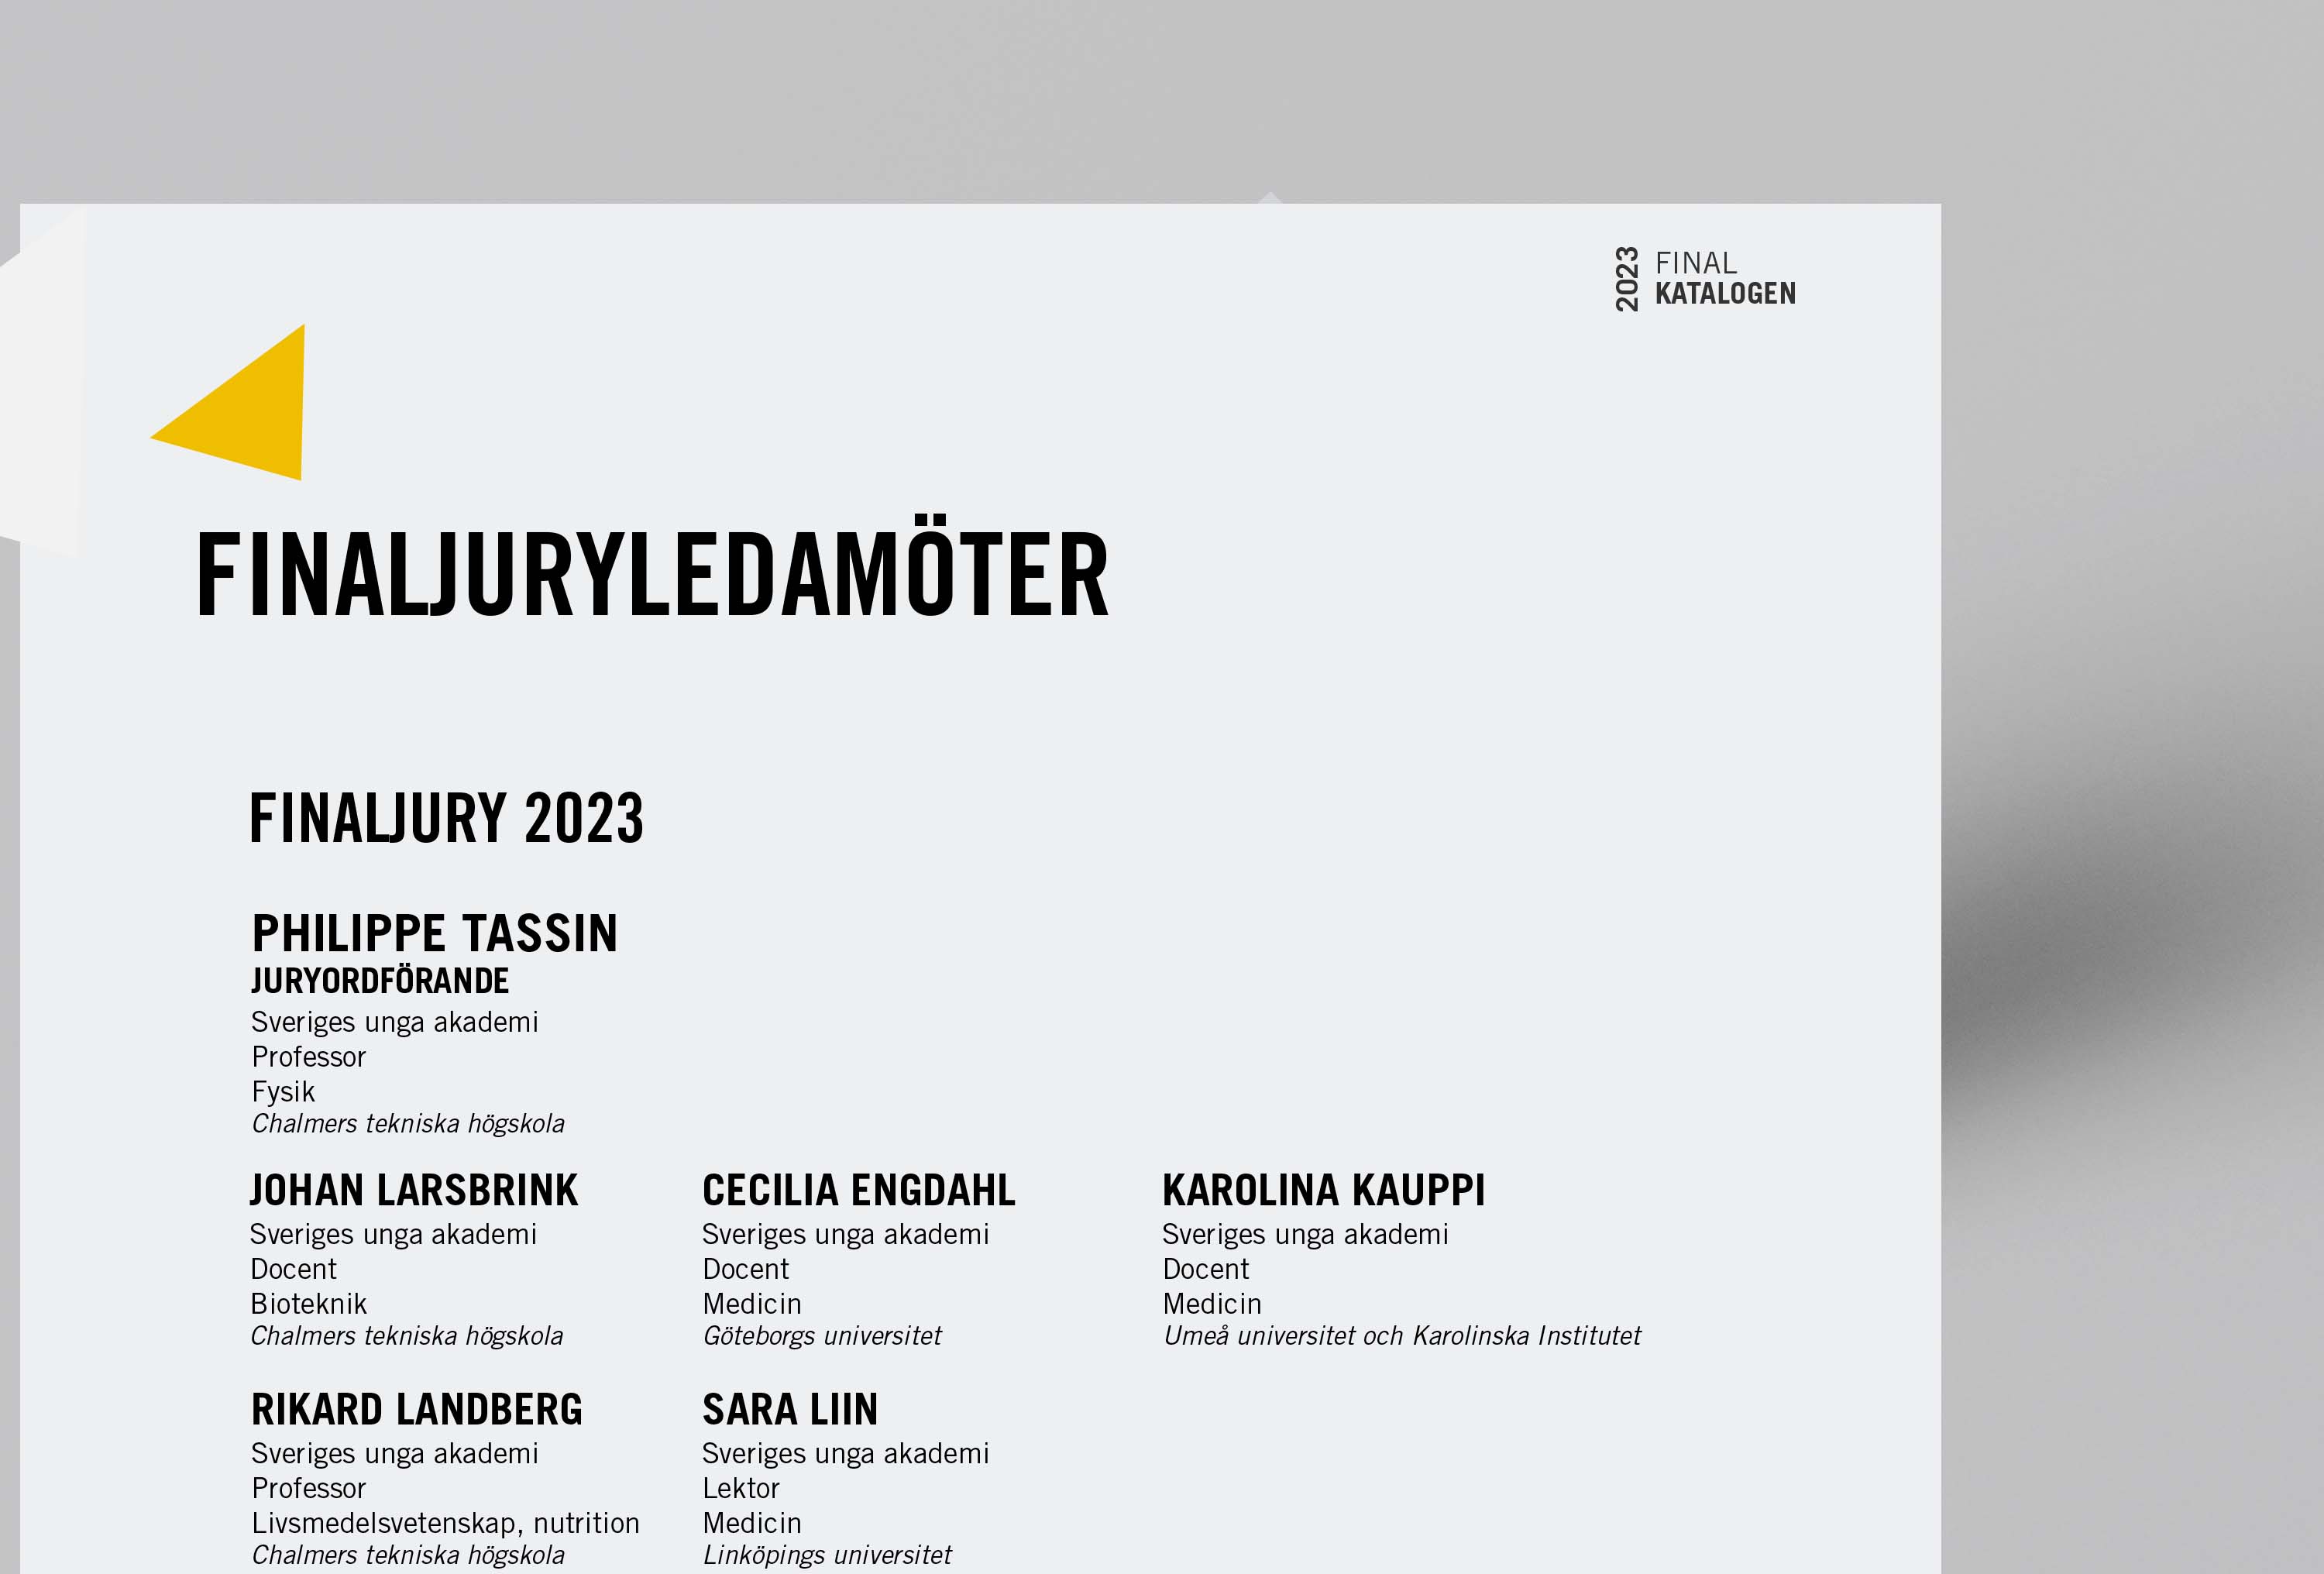 2023
FINAL
KATALOGEN
FINALJURYLEDAMÖTER
FINALJURY 2023
PHILIPPE TASSIN
JURYORDFÖRANDE
Sveriges unga akademi
Professor
Fysik
Chalmers tekniska högskola
JOHAN LARSBRINK
Sveriges unga akademi
Docent
Bioteknik
Chalmers tekniska högskola
CECILIA ENGDAHL
Sveriges unga akademi
Docent
Medicin
Göteborgs universitet
KAROLINA KAUPPI
Sveriges unga akademi
Docent
Medicin
Umeå universitet och Karolinska Institutet
RIKARD LANDBERG
Sveriges unga akademi
Professor
Livsmedelsvetenskap, nutrition
Chalmers tekniska högskola
SARA LIIN
Sveriges unga akademi
Lektor
Medicin
Linköpings universitet